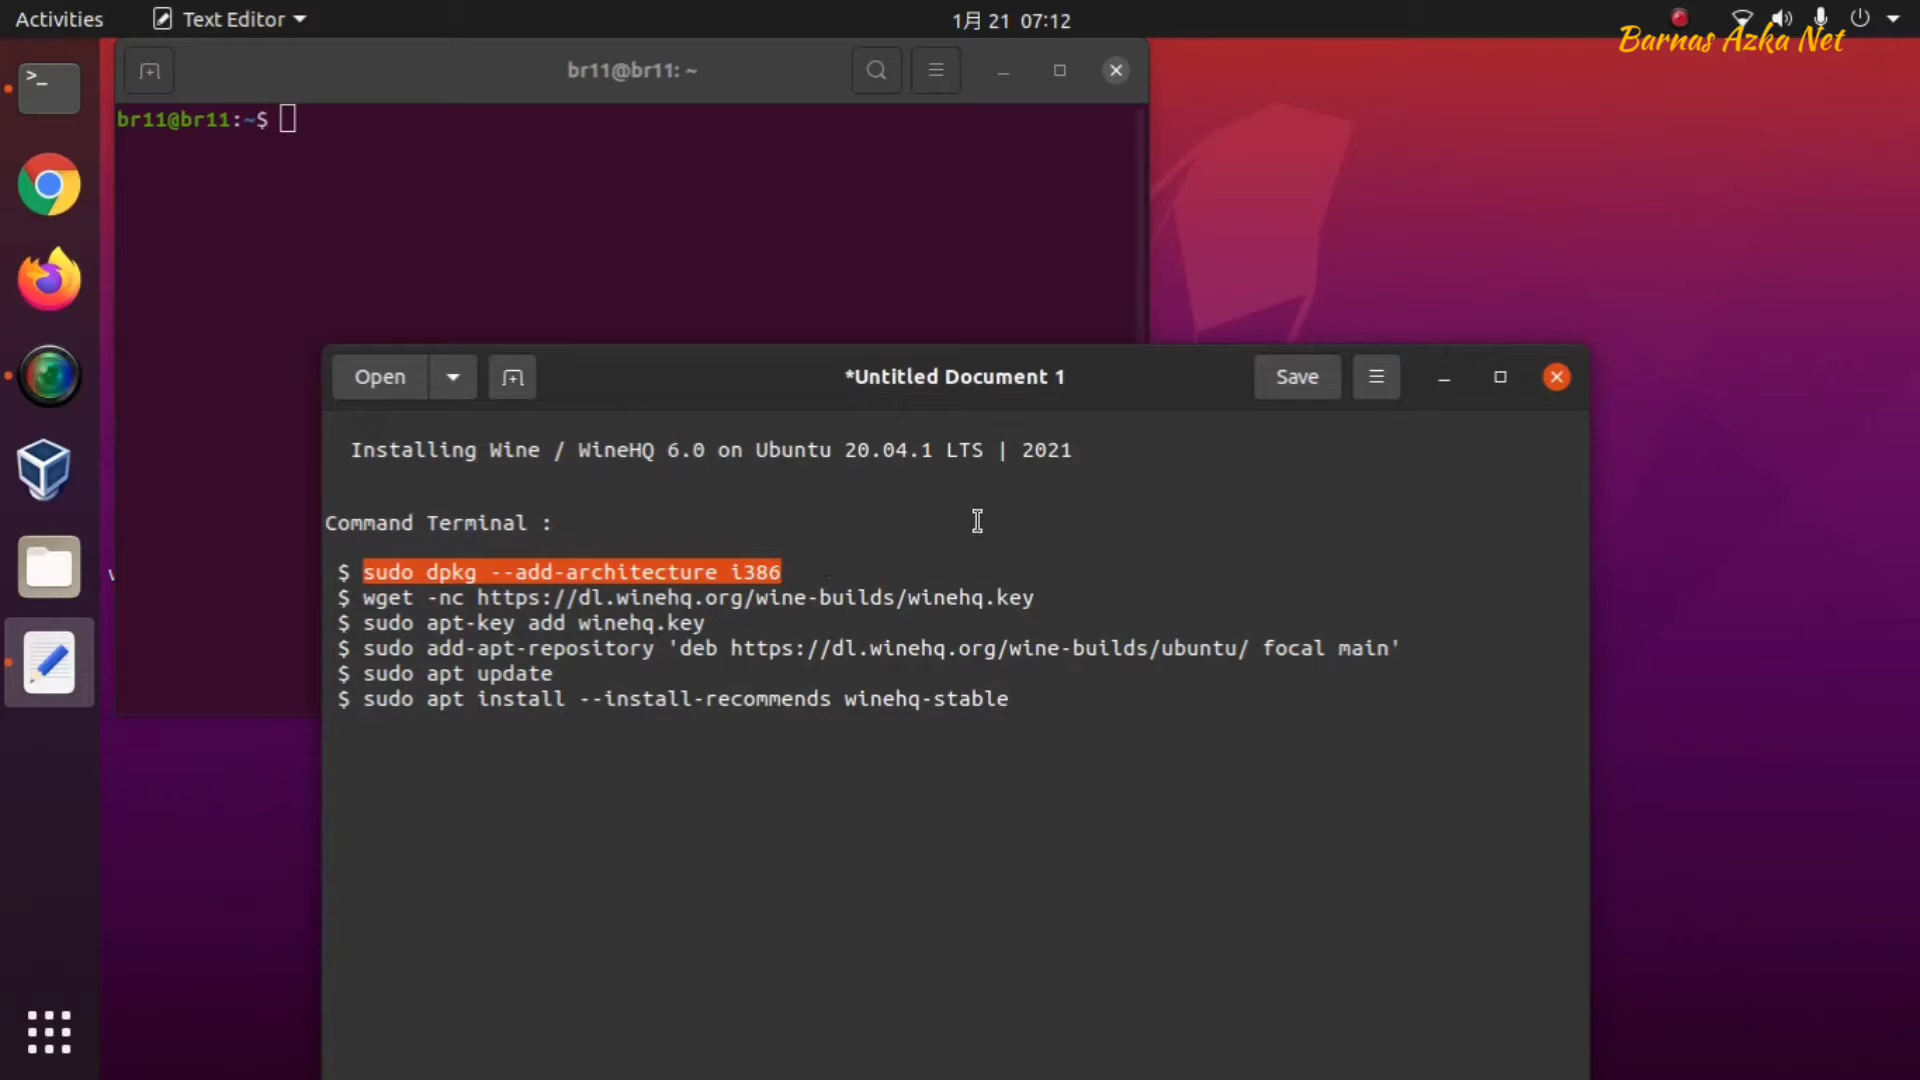 Activities
Text Editor
1月 21 07:12
Barnas Azka Net
br11@br11: ~
br11@br11:~$
Open
*Untitled Document 1
Save
Installing Wine / WineHQ 6.0 on Ubuntu 20.04.1 LTS | 2021
Command Terminal :
$ sudo dpkg --add-architecture i386
$ wget -nc https://dl.winehq.org/wine-builds/winehq.key
$ sudo apt-key add winehq.key
$ sudo add-apt-repository 'deb https://dl.winehq.org/wine-builds/ubuntu/ focal main'
$ sudo apt update
$ sudo apt install --install-recommends winehq-stable